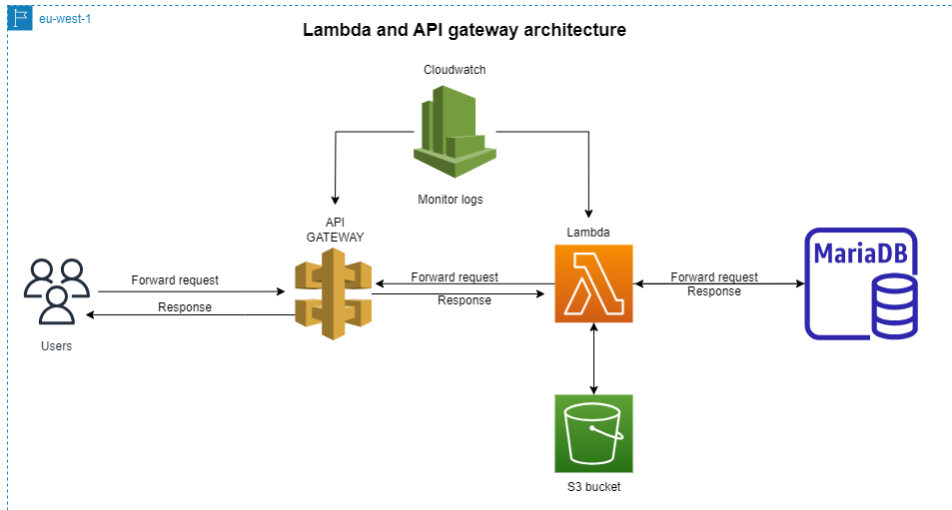 eu-west-1
Lambda and API gateway architecture
Cloudwatch
Monitor logs
API
GATEWAY
Lambda
MariaDB
Forward request
Response
Forward request
Response
Forward request
Response
Users
S3 bucket